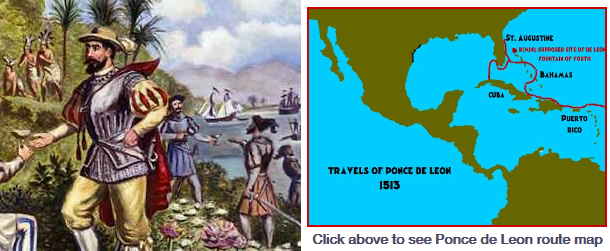 ST. AUGUSTINE
BIMINI, SUPPOSED SITE OF DE LEON
FOUNTAIN OF YOUTH
BAHAMAS
CUBA
PUERTO
RICO
TRAVELS OF PONCE DE LEON
1513
Click above to see Ponce de Leon route map